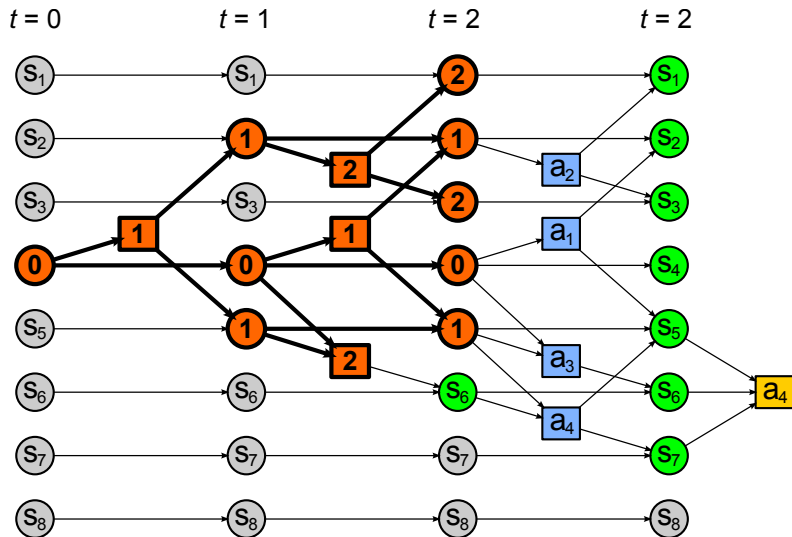 t = 0 t = 1 t = 2 t = 2
s1 s1 2 s1
s2 1 1 s2
2 a2
s3 s3 2 s3
1 1 a1
0 0 0 s4
s5 1 1 s5
2 a3
s6 s6 s6 s6 a4
a4
s7 s7 s7 s7
s8 s8 s8 s8